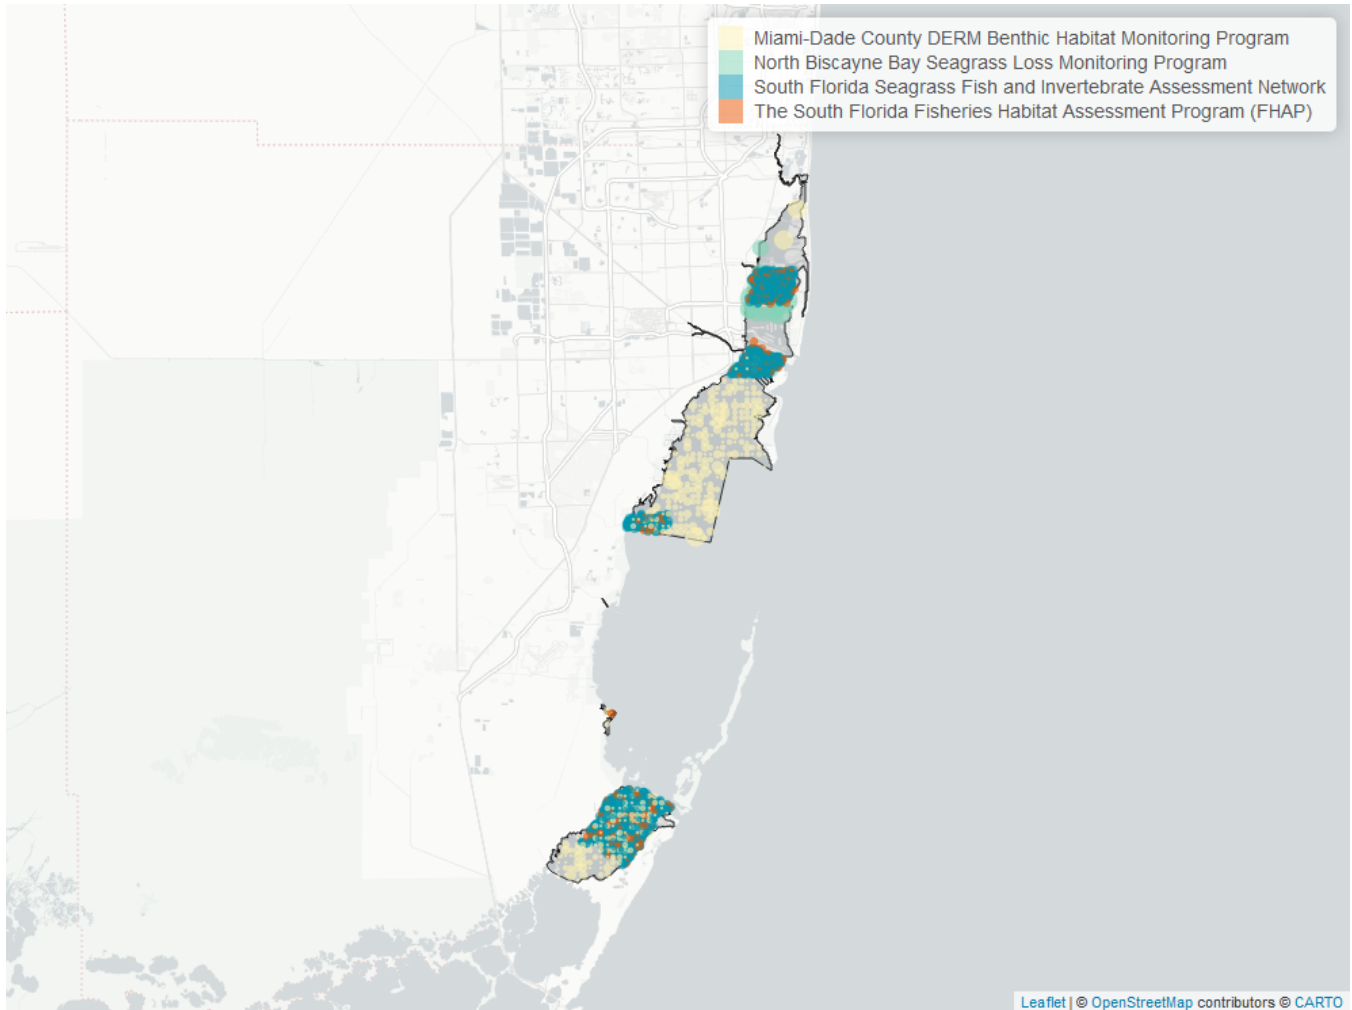 Miami-Dade County DERM Benthic Habitat Monitoring Program
North Biscayne Bay Seagrass Loss Monitoring Program
South Florida Seagrass Fish and Invertebrate Assessment Network
The South Florida Fisheries Habitat Assessment Program (FHAP)
Leaflet | © OpenStreetMap contributors © CARTO